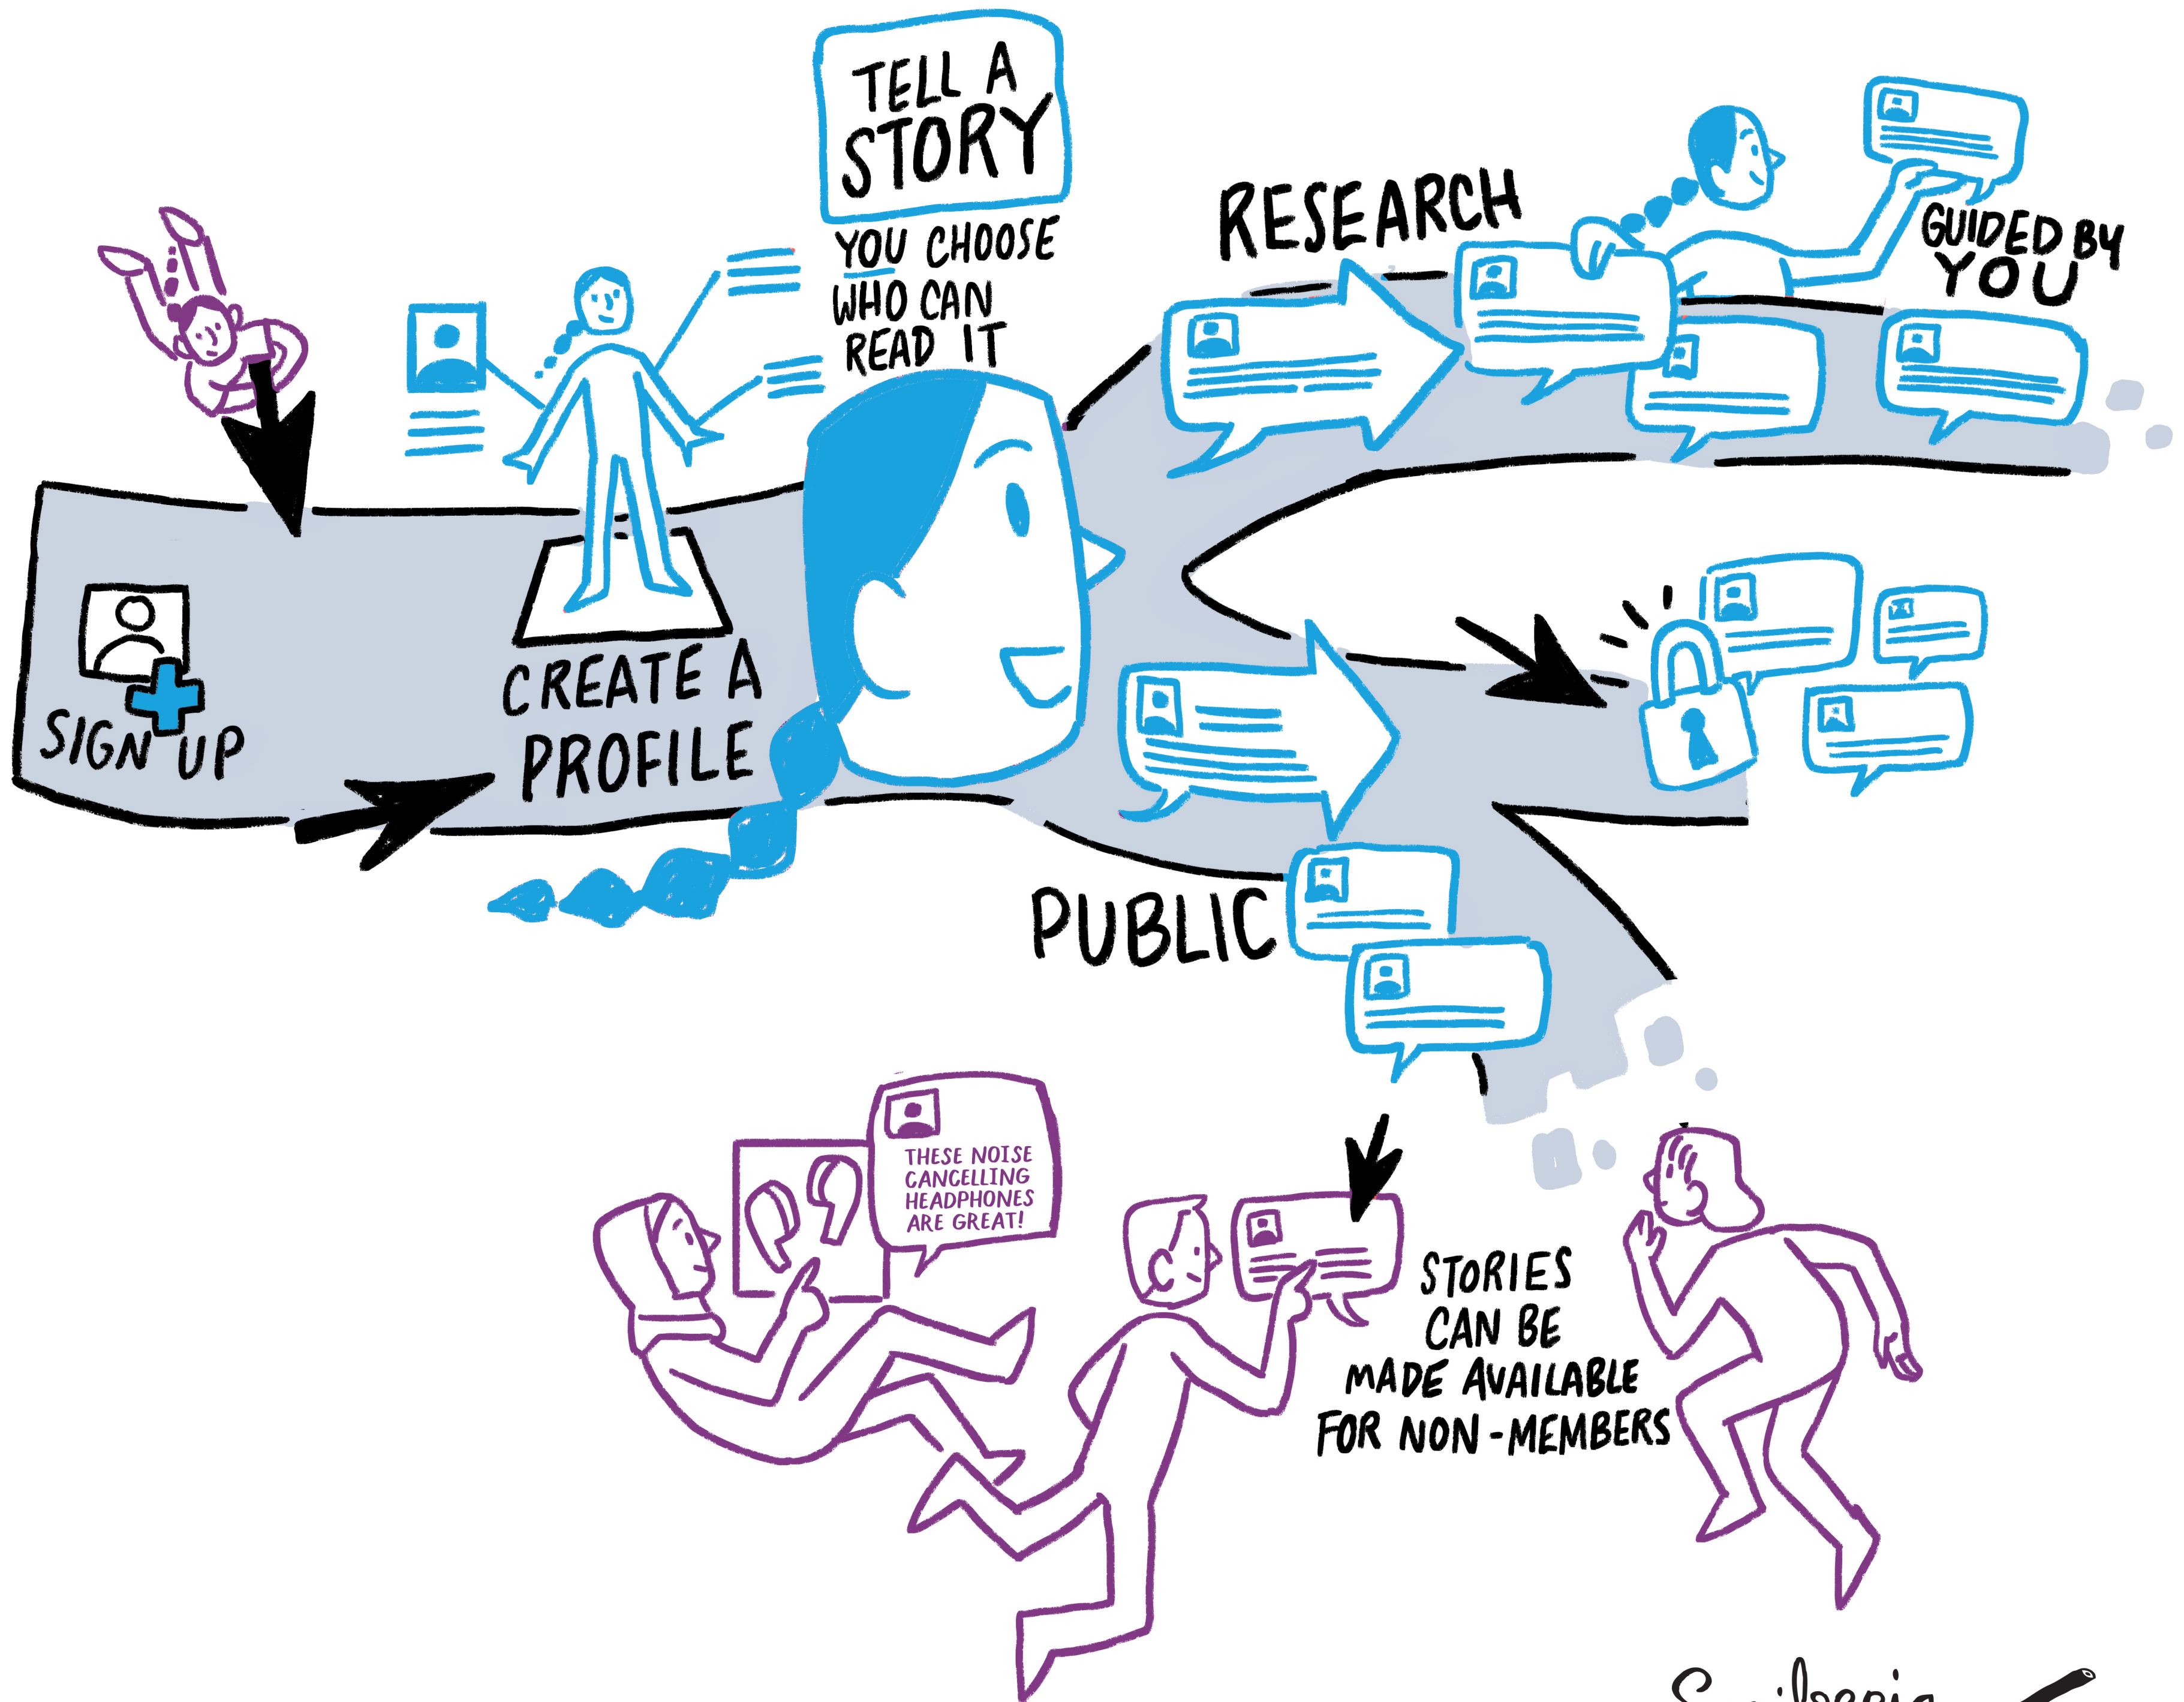 TELL A
STORY
YOU CHOOSE
WHO CAN
READ IT
RESEARCH
GUIDED BY
YOU
SIGN UP
CREATE A
PROFILE
PUBLIC
THESE NOISE
CANCELLING
HEADPHONES
ARE GREAT!
STORIES
CAN BE
MADE AVAILABLE
FOR NON-MEMBERS
Scriberia